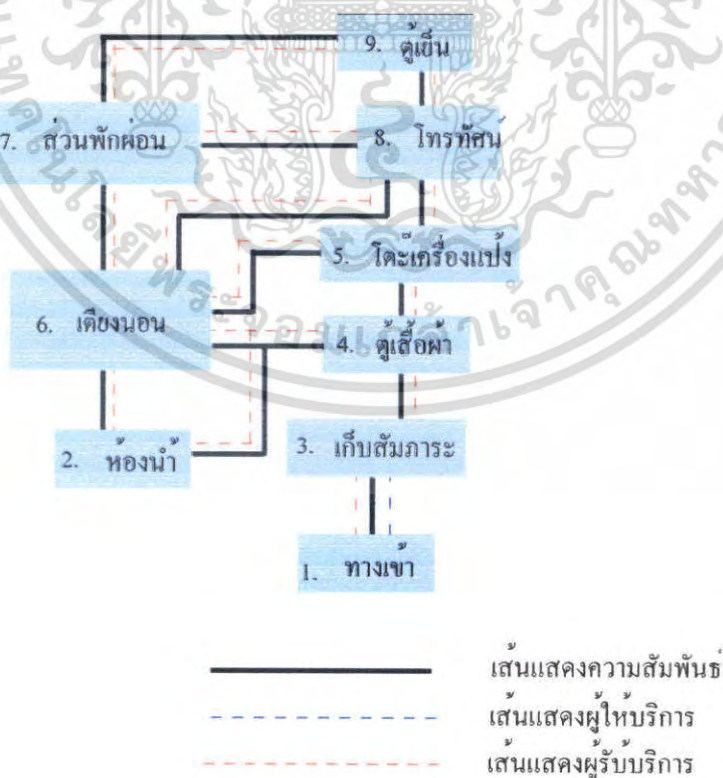 9. ตู้เย็น
7. ส่วนพักผ่อน
8. โทรทัศน์
5. โต๊ะเครื่องแป้ง
6. เตียงนอน
4. ตู้เสื้อผ้า
2. ห้องน้ำ
3. เก็บสัมภาระ
1. ทางเข้า
เส้นแสดงความสัมพันธ์
เส้นแสดงผู้ให้บริการ
เส้นแสดงผู้รับบริการ